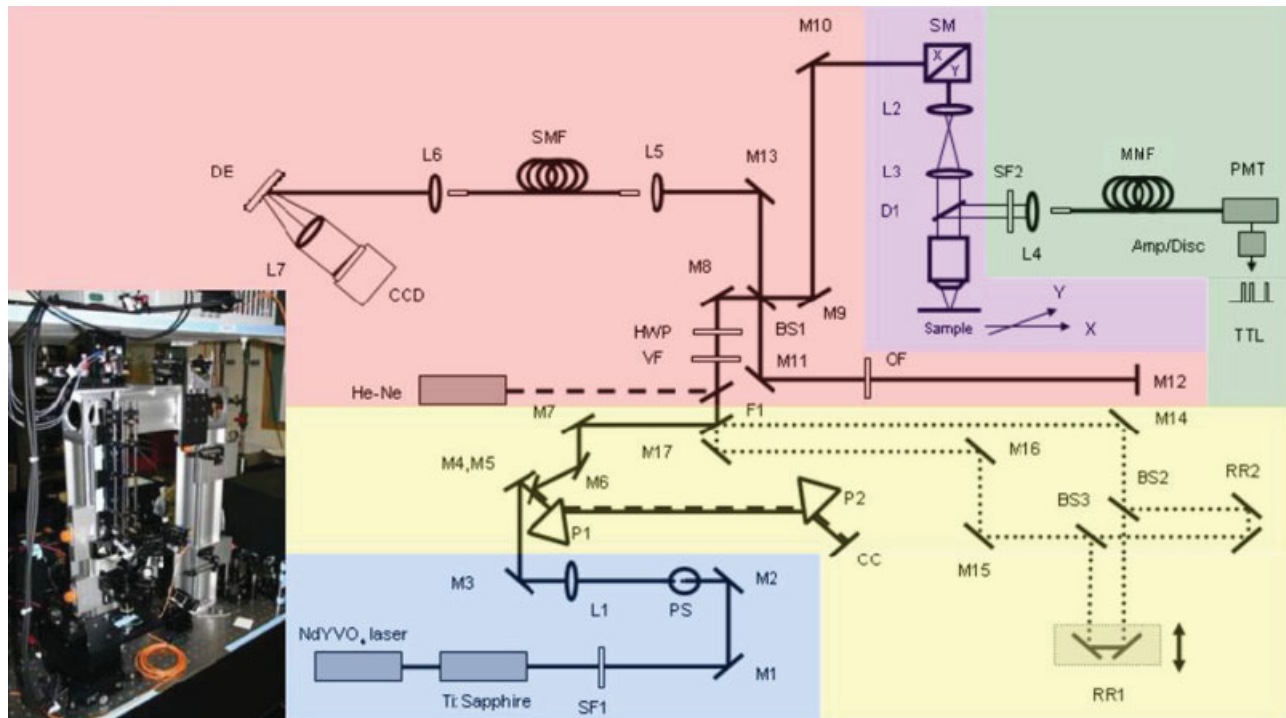 M10
SM
X
Y
L2
SMF
L6
L5
M13
MMF
DE
L3
SF2
PMT
D1
L4
Amp/Disc
L7
CCD
M8
M9
BS1
HWP
Sample
Y
X
TTL
VF
M11
OF
He-Ne
M12
M7
F1
M14
M17
M16
M4,M5
M6
BS2
RR2
P2
BS3
P1
CC
M15
M3
M2
L1
PS
NdYVO₄ laser
M1
Ti:Sapphire
SF1
RR1